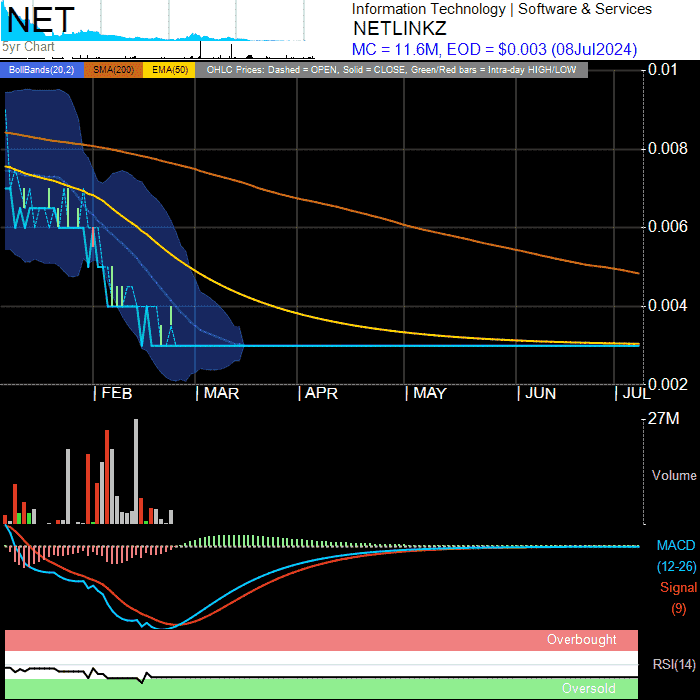 NET
Information Technology | Software & Services
NETLINKZ
5yr Chart
MC = 11.6M, EOD = $0.003 (08Jul2024)
BollBands(20,2) SMA(200) EMA(50) OHLC Prices: Dashed = OPEN, Solid = CLOSE, Green/Red bars = Intra-day HIGH/LOW
0.01
0.008
0.006
0.004
0.002
| FEB | MAR | APR | MAY | JUN | JUL
27M
Volume
MACD
(12-26)
Signal
(9)
Overbought
RSI(14)
Oversold